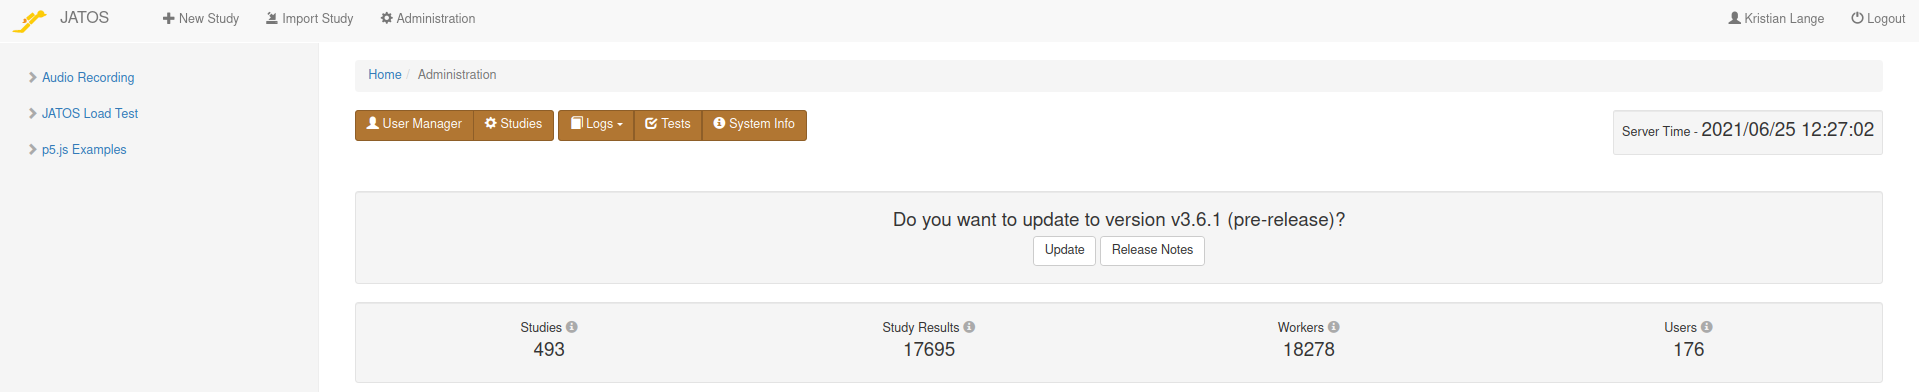 JATOS New Study Import Study Administration Kristian Lange Logout
Audio Recording
JATOS Load Test
p5.js Examples
Home / Administration
User Manager Studies Logs Tests System Info
Server Time - 2021/06/25 12:27:02
Do you want to update to version v3.6.1 (pre-release)?
Update Release Notes
Studies Study Results Workers Users
493 17695 18278 176